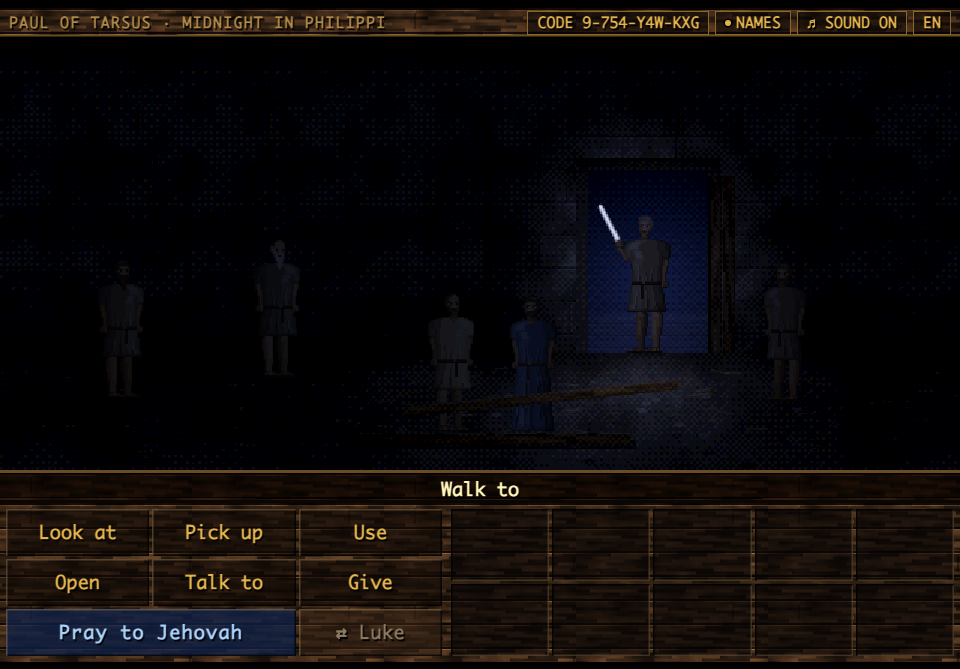 PAUL OF TARSUS · MIDNIGHT IN PHILIPPI
CODE 9-754-Y4W-KXG
• NAMES
♬ SOUND ON
EN
Walk to
Look at
Pick up
Use
Open
Talk to
Give
Pray to Jehovah
⇄ Luke